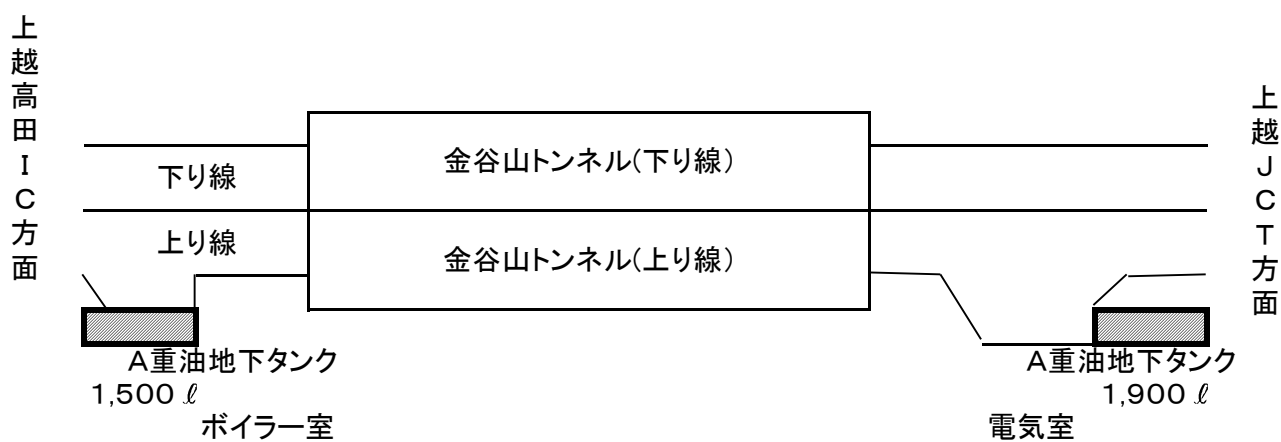 上越高田IC方面
金谷山トンネル(下り線)
下り線
上り線
金谷山トンネル(上り線)
上越JCT方面
A重油地下タンク
1,500 ℓ
ボイラー室
A重油地下タンク
1,900 ℓ
電気室